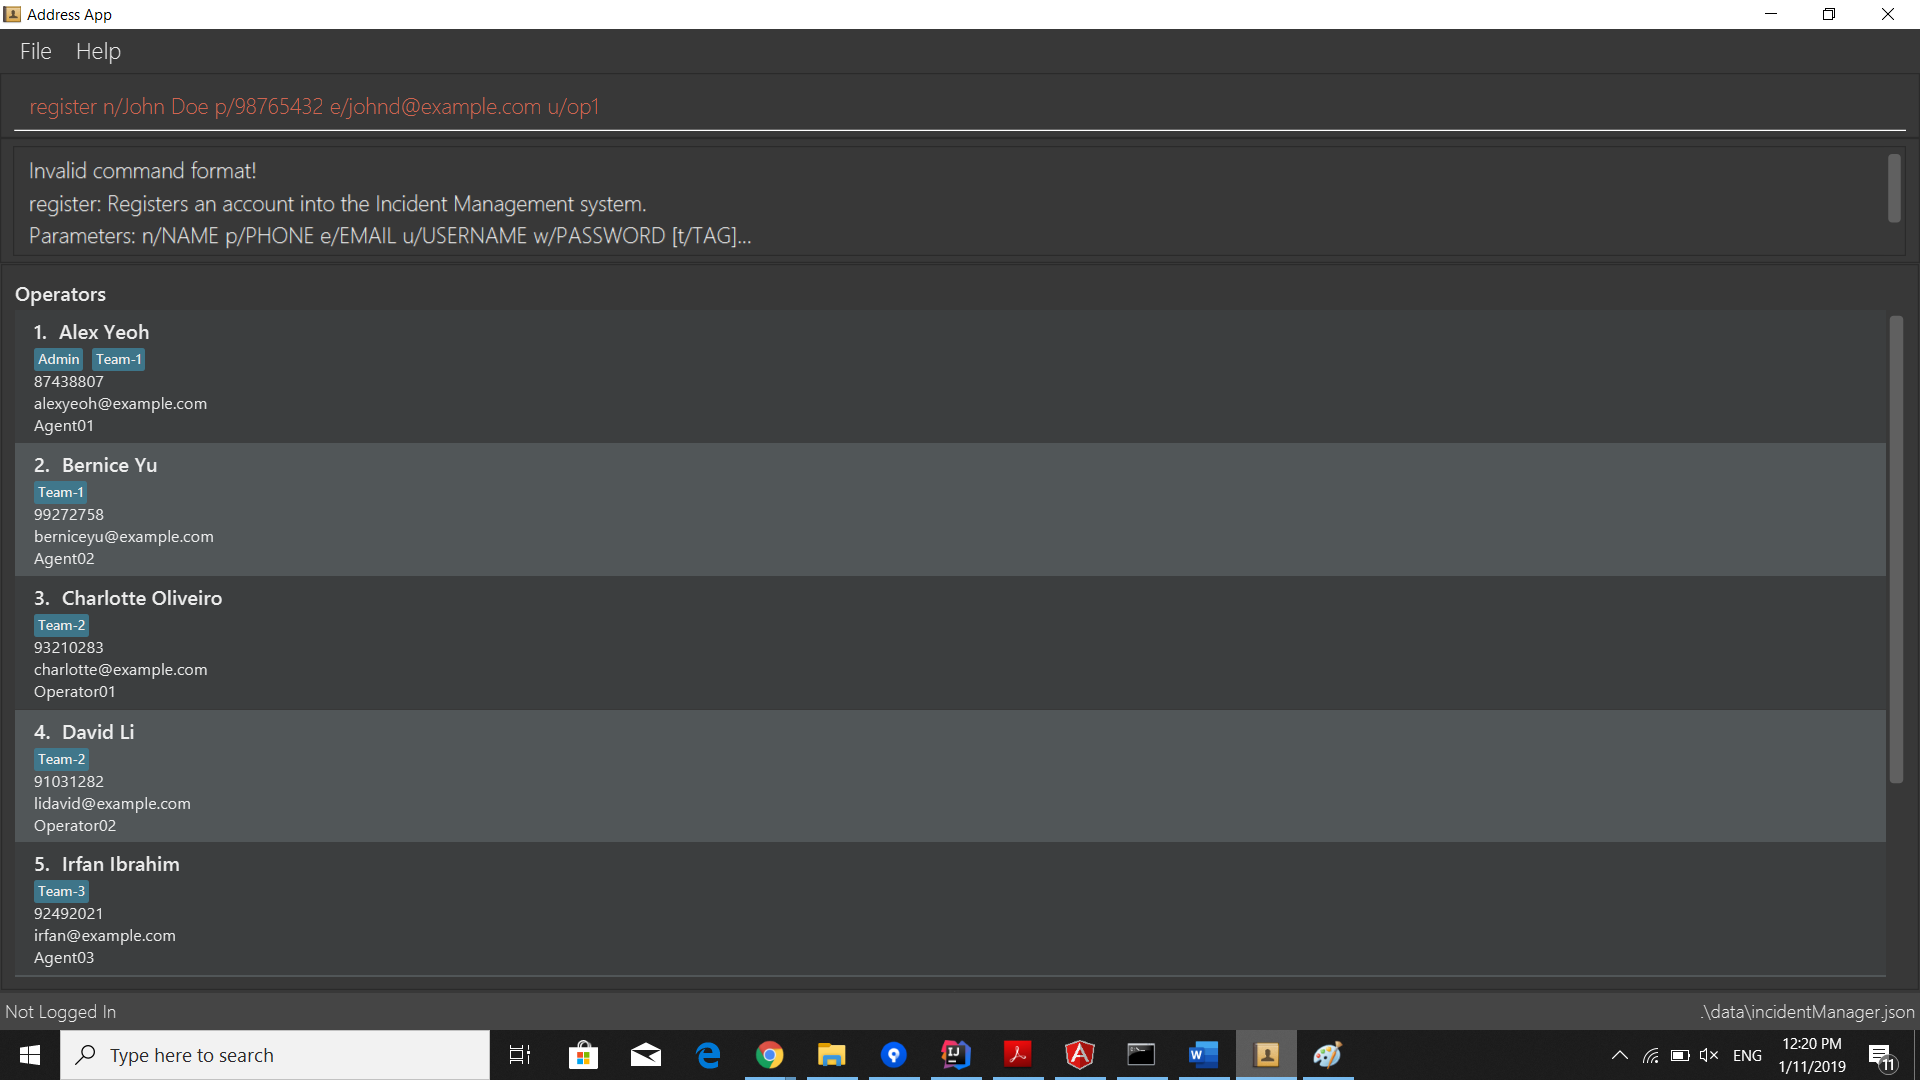 Address App
File Help
register n/John Doe p/98765432 e/johnd@example.com u/op1
Invalid command format!
register: Registers an account into the Incident Management system.
Parameters: n/NAME p/PHONE e/EMAIL u/USERNAME w/PASSWORD [t/TAG]...
Operators
1. Alex Yeoh
Admin Team-1
87438807
alexyeoh@example.com
Agent01
2. Bernice Yu
Team-1
99272758
berniceyu@example.com
Agent02
3. Charlotte Oliveiro
Team-2
93210283
charlotte@example.com
Operator01
4. David Li
Team-2
91031282
lidavid@example.com
Operator02
5. Irfan Ibrahim
Team-3
92492021
irfan@example.com
Agent03
Not Logged In .\data\incidentManager.json
Type here to search
ENG
12:20 PM
1/11/2019
11